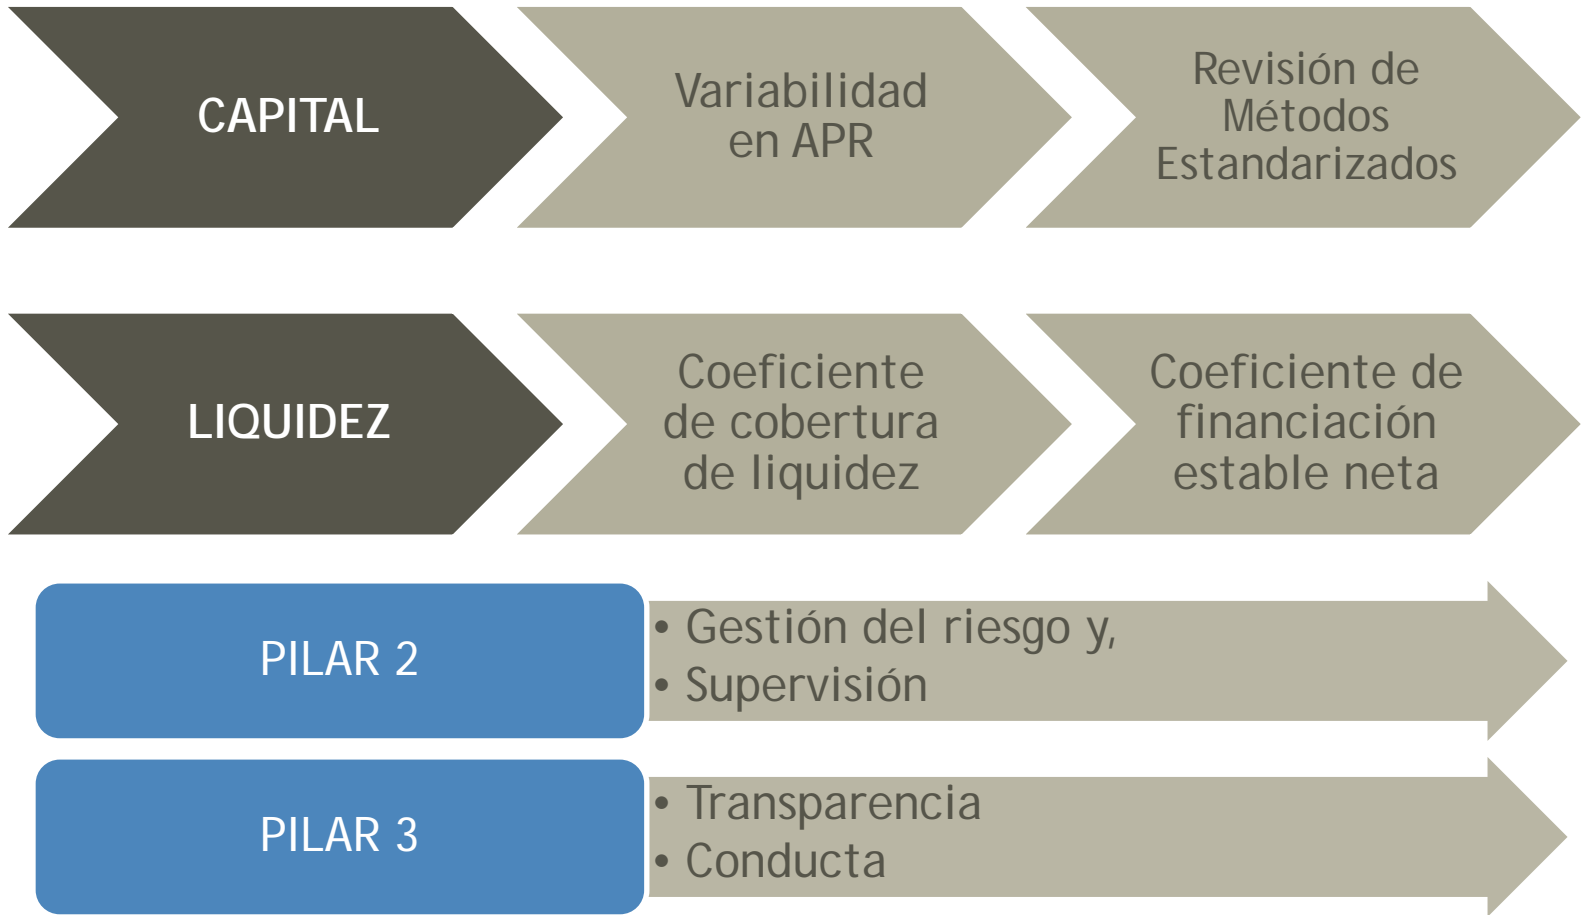 CAPITAL
Variabilidad
en APR
Revisión de
Métodos
Estandarizados
LIQUIDEZ
Coeficiente
de cobertura
de liquidez
Coeficiente de
financiación
estable neta
PILAR 2
• Gestión del riesgo y,
• Supervisión
PILAR 3
• Transparencia
• Conducta